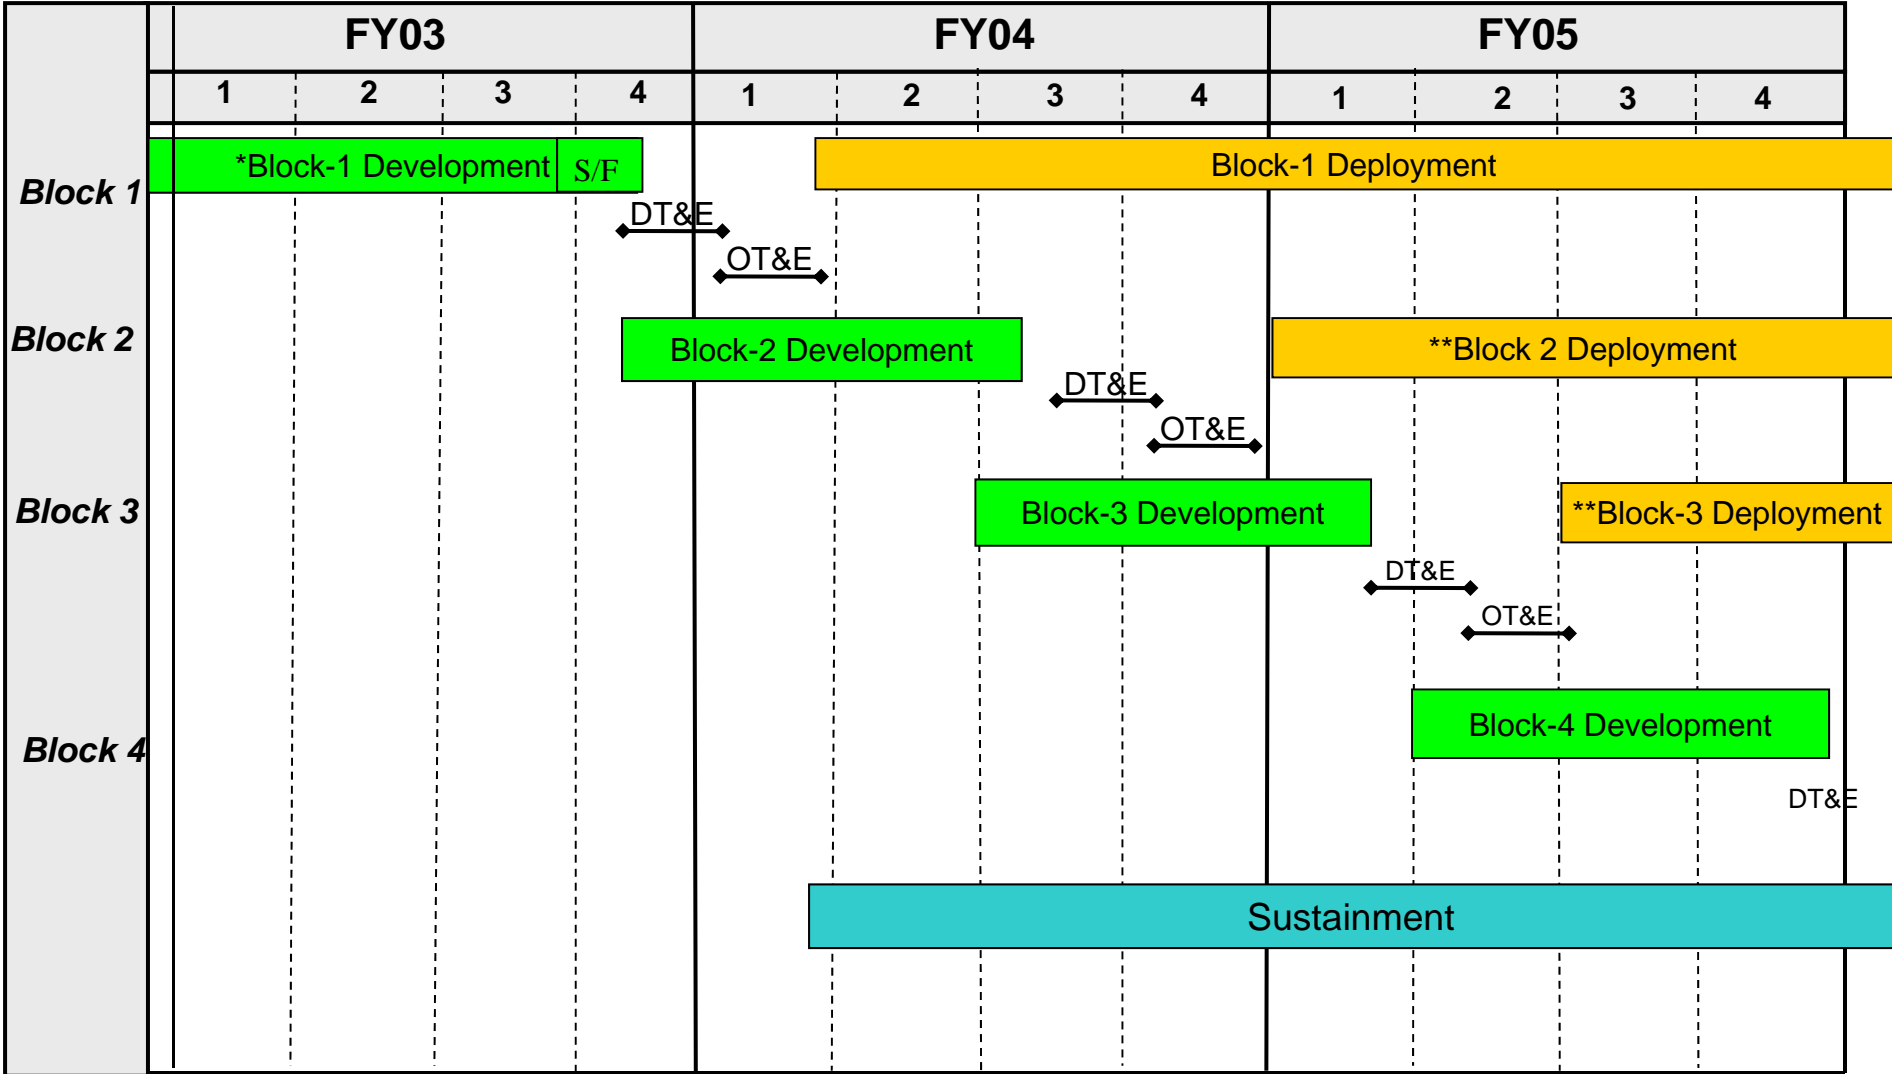 FY03 FY04 FY05
1 2 3 4 1 2 3 4 1 2 3 4
Block 1
*Block-1 Development S/F
Block-1 Deployment
DT&E
OT&E
Block 2
Block-2 Development
**Block 2 Deployment
DT&E
OT&E
Block 3
Block-3 Development
**Block-3 Deployment
DT&E
OT&E
Block 4
Block-4 Development
DT&E
Sustainment